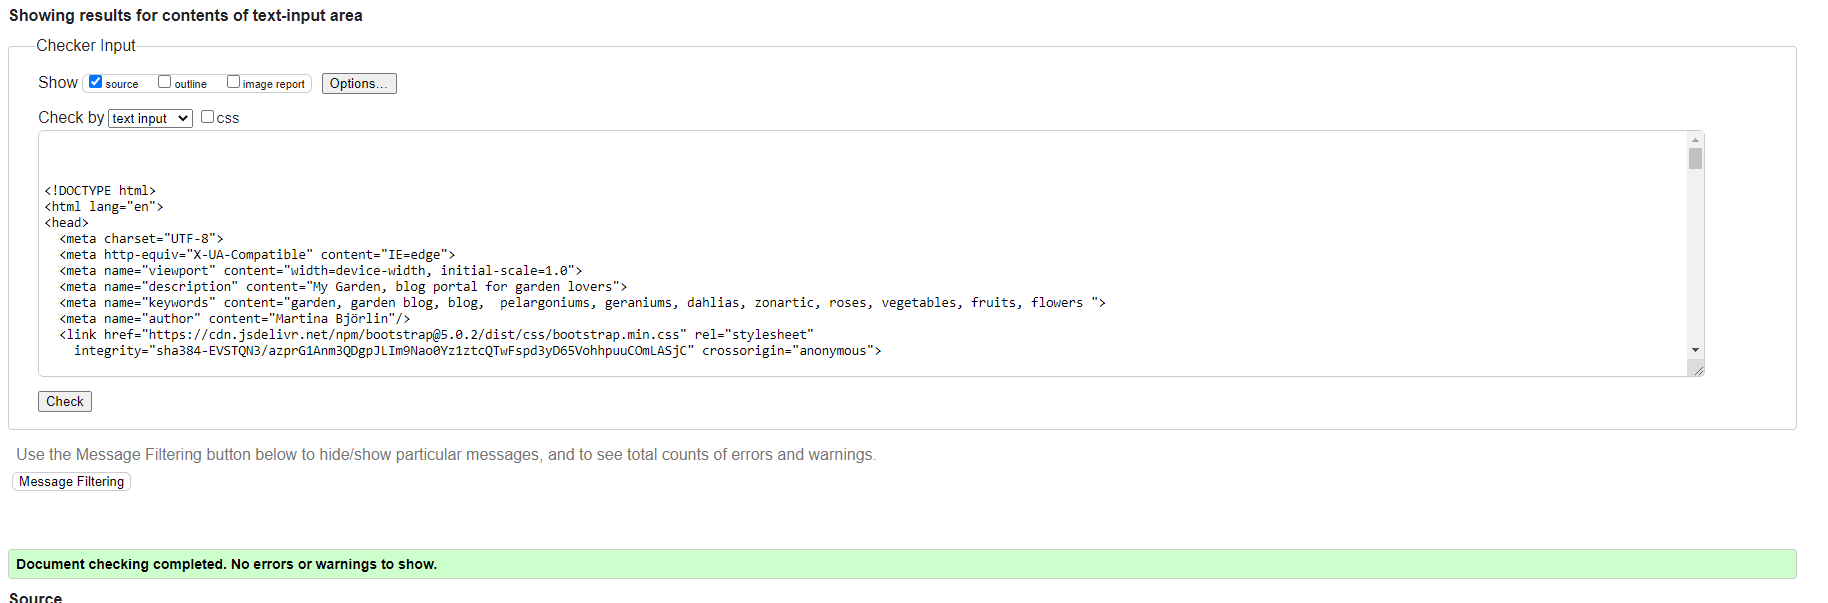 Showing results for contents of text-input area
Checker Input
Show source outline image report Options...
Check by text input css
<!DOCTYPE html>
<html lang="en">
<head>
<meta charset="UTF-8">
<meta http-equiv="X-UA-Compatible" content="IE=edge">
<meta name="viewport" content="width=device-width, initial-scale=1.0">
<meta name="description" content="My Garden, blog portal for garden lovers">
<meta name="keywords" content="garden, garden blog, blog,  pelargoniums, geraniums, dahlias, zonartic, roses, vegetables, fruits, flowers ">
<meta name="author" content="Martina Björlin"/>
<link href="https://cdn.jsdelivr.net/npm/bootstrap@5.0.2/dist/css/bootstrap.min.css" rel="stylesheet"
integrity="sha384-EVSTQN3/azprG1Anm3QDgpJLIm9Nao0Yz1ztcQTwFspd3yD65VohhpuuCOmLASjC" crossorigin="anonymous">
Check
Use the Message Filtering button below to hide/show particular messages, and to see total counts of errors and warnings.
Message Filtering
Document checking completed. No errors or warnings to show.
Source